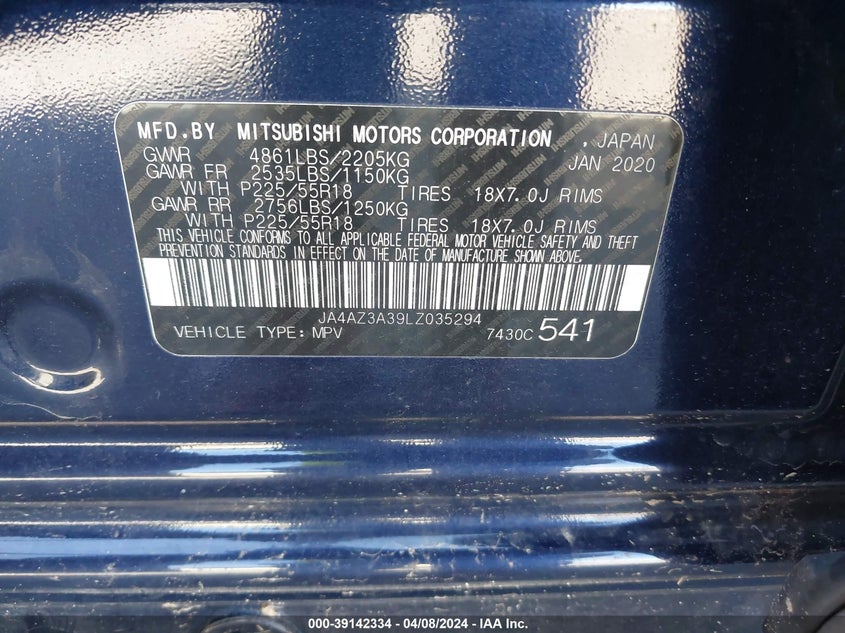 MFD.BY MITSUBISHI MOTORS CORPORATION , JAPAN
GVWR 4861LBS/2205KG JAN 2020
GAWR FR 2535LBS/1150KG
WITH P225/55R18 TIRES 18X7.0J RIMS
GAWR RR 2756LBS/1250KG
WITH P225/55R18 TIRES 18X7.0J RIMS
THIS VEHICLE CONFORMS TO ALL APPLICABLE FEDERAL MOTOR VEHICLE SAFETY AND THEFT
PREVENTION STANDARDS IN EFFECT ON THE DATE OF MANUFACTURE SHOWN ABOVE.
JA4AZ3A39LZ035294
VEHICLE TYPE: MPV 7430C 541
000-39142334 - 04/08/2024 - IAA Inc.